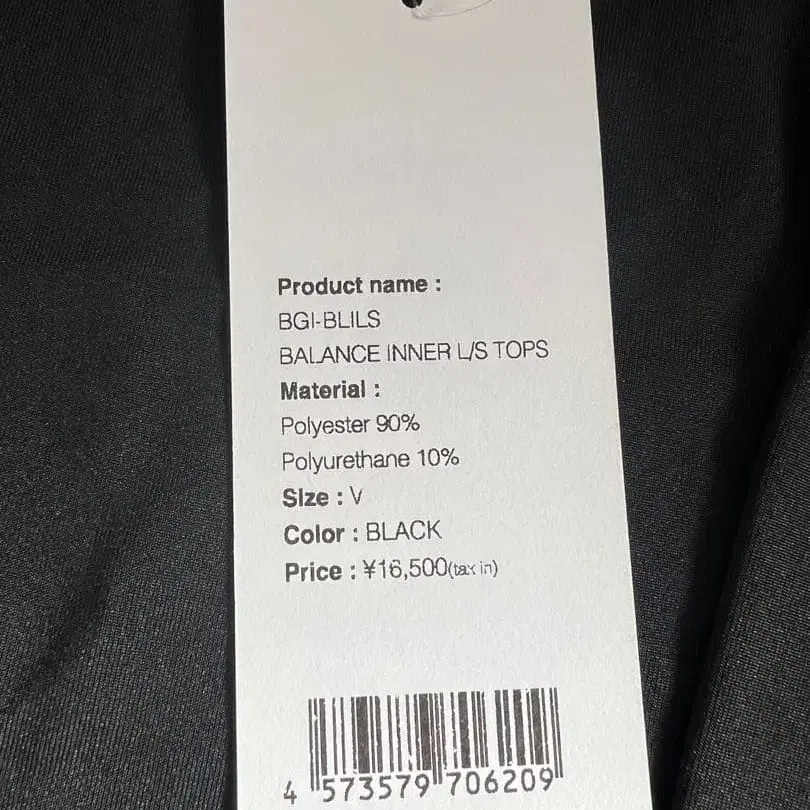 Product name :
BGI-BLILS
BALANCE INNER L/S TOPS
Material :
Polyester 90%
Polyurethane 10%
Size : V
Color : BLACK
Price : ¥16,500(tax in)
4 573579 706209